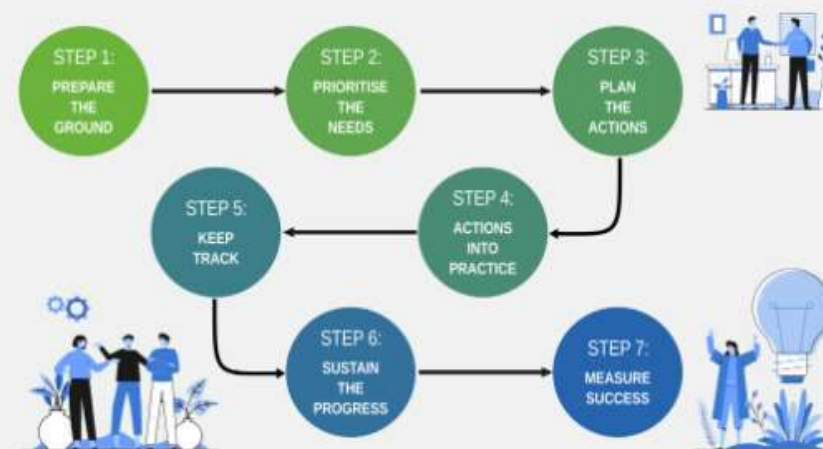 STEP 1:
PREPARE
THE
GROUND
STEP 2:
PRIORITISE
THE
NEEDS
STEP 3:
PLAN
THE
ACTIONS
STEP 4:
ACTIONS
INTO
PRACTICE
STEP 5:
KEEP
TRACK
STEP 6:
SUSTAIN
THE
PROGRESS
STEP 7:
MEASURE
SUCCESS